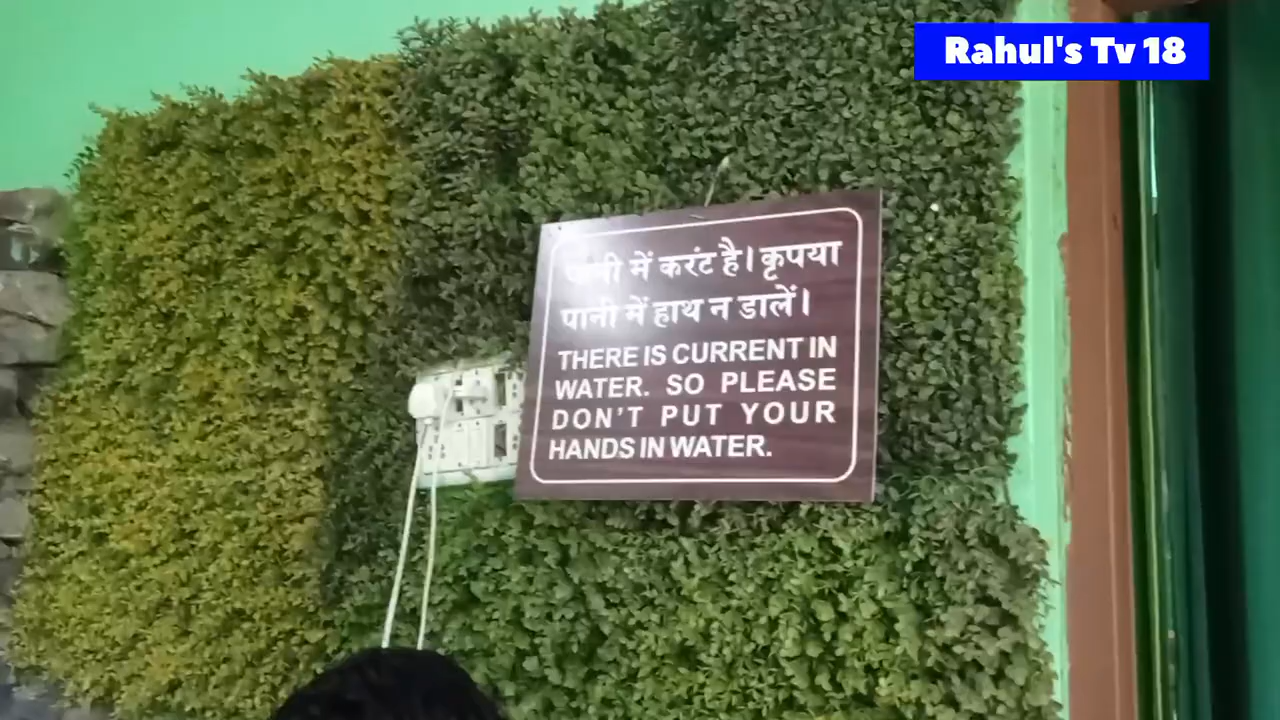 Rahul's Tv 18
पानी में करंट है। कृपया
पानी में हाथ न डालें।
THERE IS CURRENT IN
WATER. SO PLEASE
DON'T PUT YOUR
HANDS IN WATER.